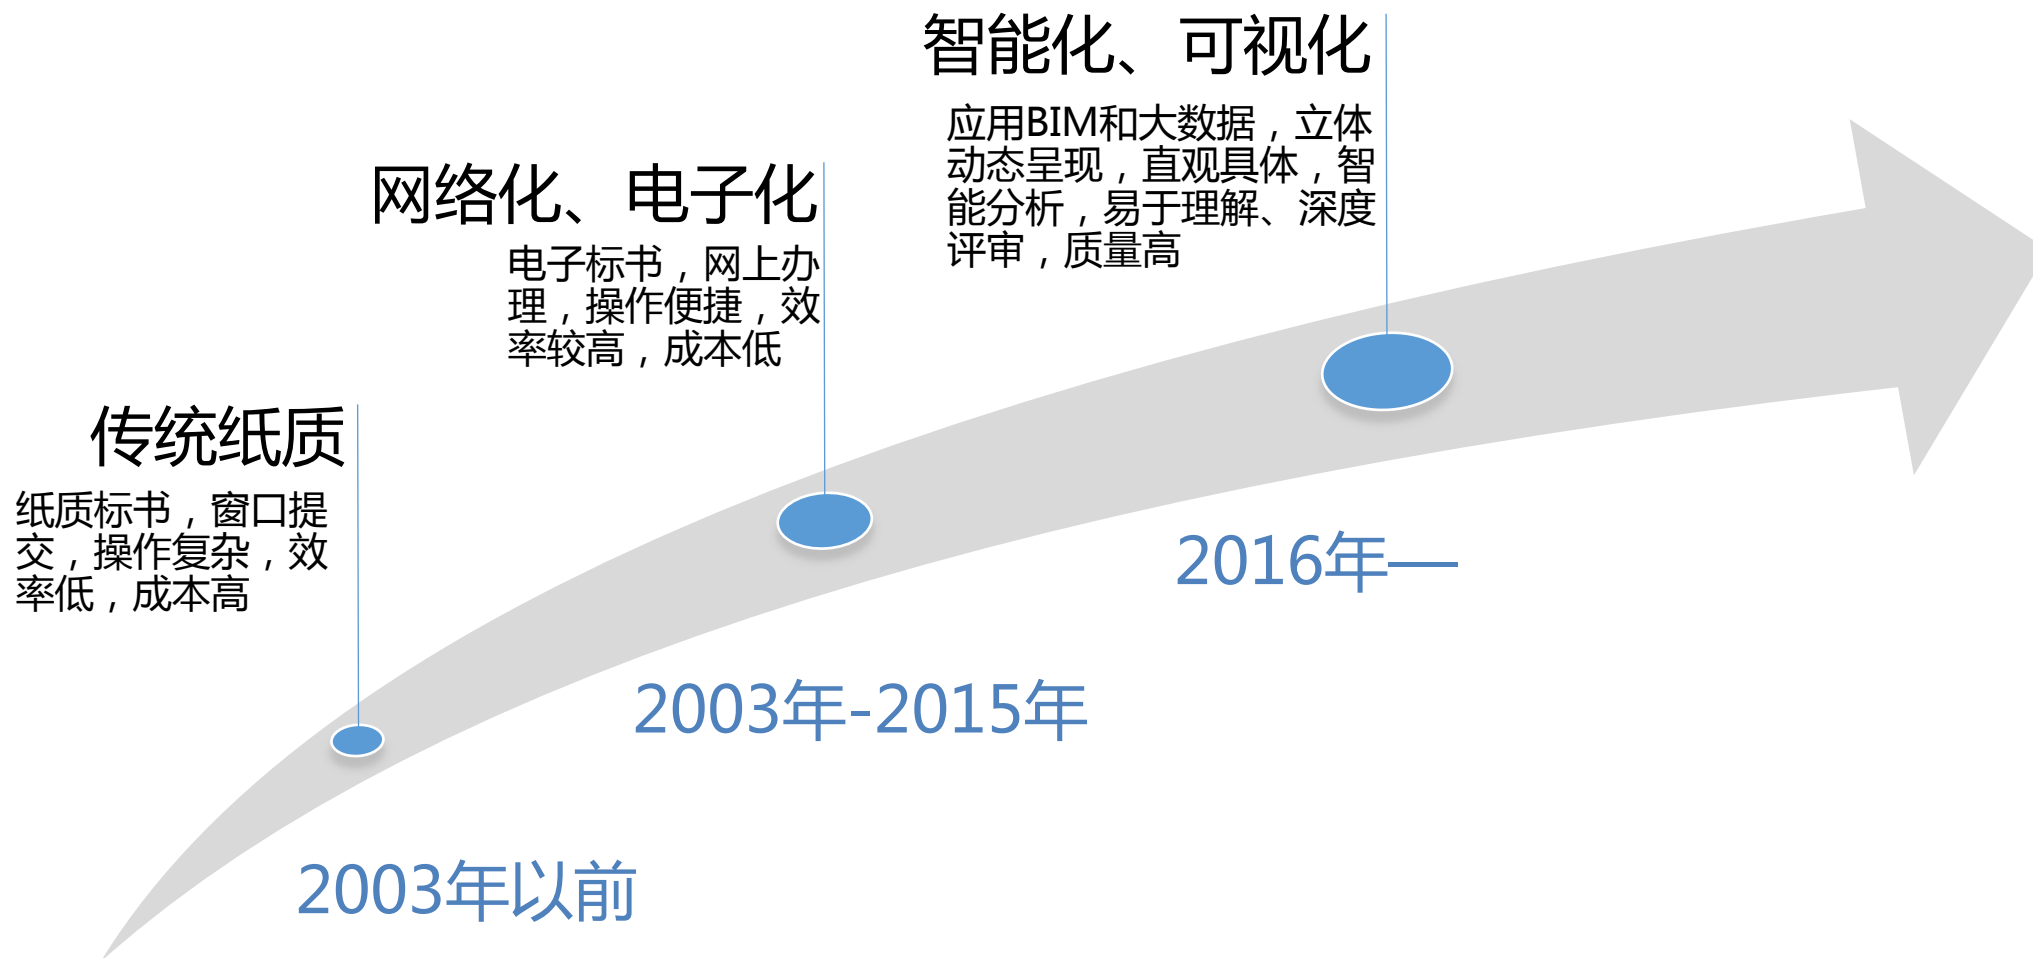 智能化、可视化
应用BIM和大数据，立体
动态呈现，直观具体，智
能分析，易于理解、深度
评审，质量高
网络化、电子化
电子标书，网上办
理，操作便捷，效
率较高，成本低
传统纸质
纸质标书，窗口提
交，操作复杂，效
率低，成本高
2016年—
2003年-2015年
2003年以前